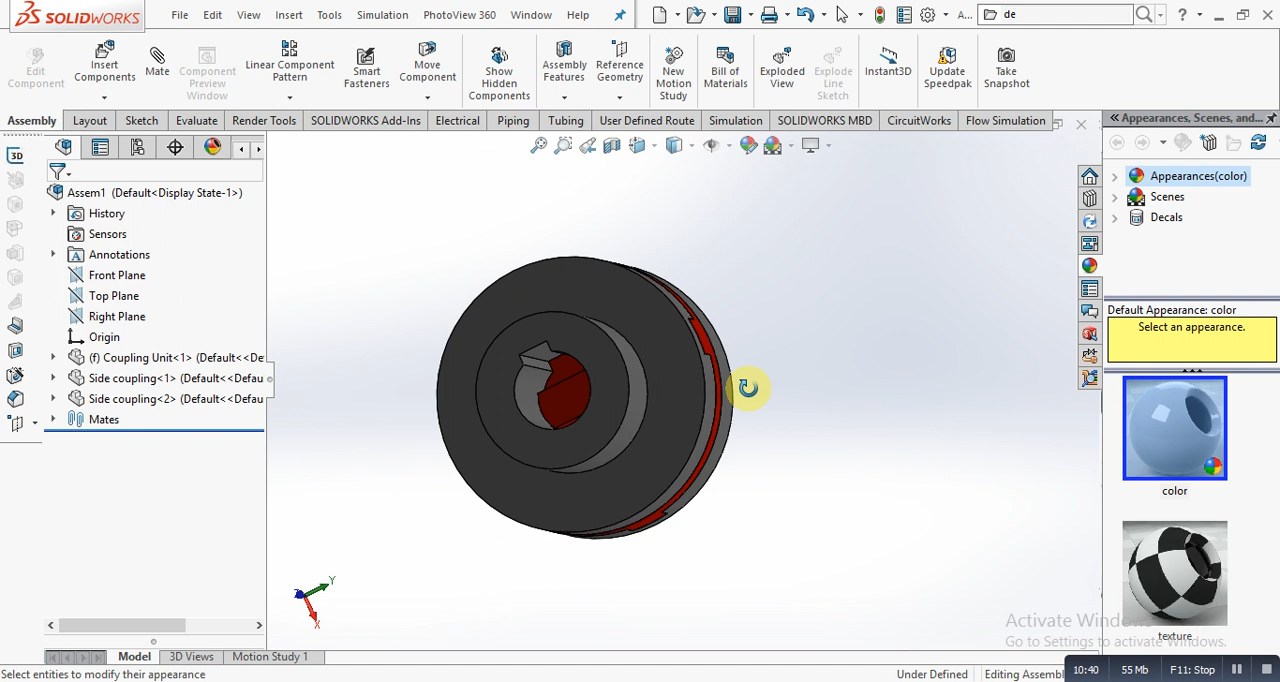 SOLIDWORKS
File Edit View Insert Tools Simulation PhotoView 360 Window Help
A...
de
?
Edit Component
Insert Components
Mate
Component Preview Window
Linear Component Pattern
Smart Fasteners
Move Component
Show Hidden Components
Assembly Features
Reference Geometry
New Motion Study
Bill of Materials
Exploded View
Explode Line Sketch
Instant3D
Update Speedpak
Take Snapshot
Assembly Layout Sketch Evaluate Render Tools SOLIDWORKS Add-Ins Electrical Piping Tubing User Defined Route Simulation SOLIDWORKS MBD CircuitWorks Flow Simulation
Appearances, Scenes, and...
3D
Assem1 (Default<Display State-1>)
History
Sensors
Annotations
Front Plane
Top Plane
Right Plane
Origin
(f) Coupling Unit<1> (Default<<De
Side coupling<1> (Default<<Defau
Side coupling<2> (Default<<Defau
Mates
Appearances(color)
Scenes
Decals
Default Appearance: color
Select an appearance.
color
texture
Y
Z
X
Activate Windows
Go to Settings to activate Windows.
Model 3D Views Motion Study 1
Select entities to modify their appearance
Under Defined
Editing Assembl
10:40 55 Mb F11: Stop